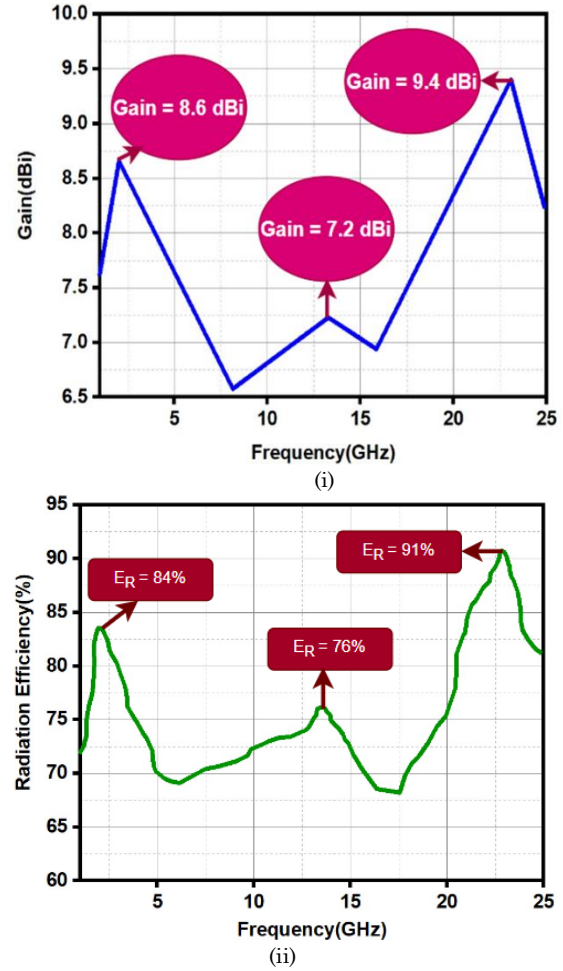 10.0
9.5
9.0
8.5
8.0
7.5
7.0
6.5
Gain(dBi)
Gain = 8.6 dBi
Gain = 9.4 dBi
Gain = 7.2 dBi
5 10 15 20 25
Frequency(GHz)
(i)
95
90
85
80
75
70
65
60
Radiation Efficiency(%)
ER = 84%
ER = 91%
ER = 76%
5 10 15 20 25
Frequency(GHz)
(ii)